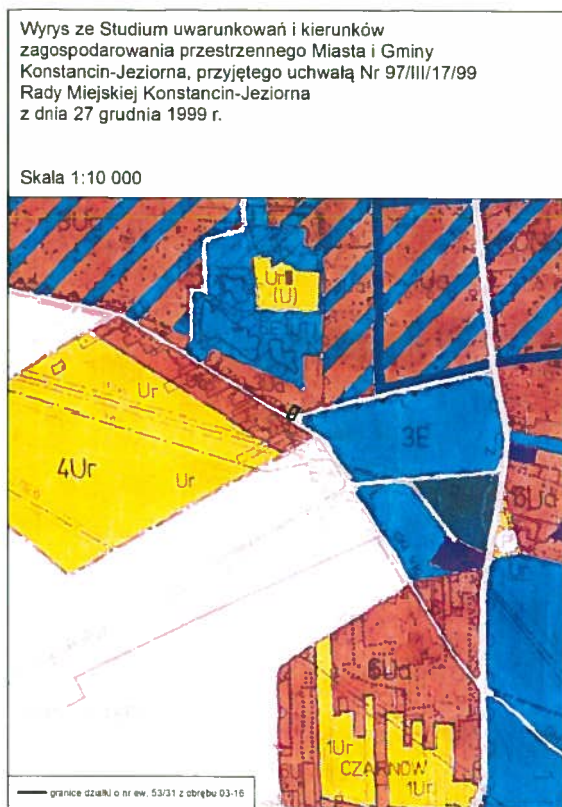 Wyrys ze Studium uwarunkowań i kierunków
zagospodarowania przestrzennego Miasta i Gminy
Konstancin-Jeziorna, przyjętego uchwałą Nr 97/III/17/99
Rady Miejskiej Konstancin-Jeziorna
z dnia 27 grudnia 1999 r.
Skala 1:10 000
Ur
(U)
Ur
3E
4Ur
Ur
6Ud
1Ur
CZARNÓW
1Ur
granice działki o nr ew. 53/31 z obrębu 03-16